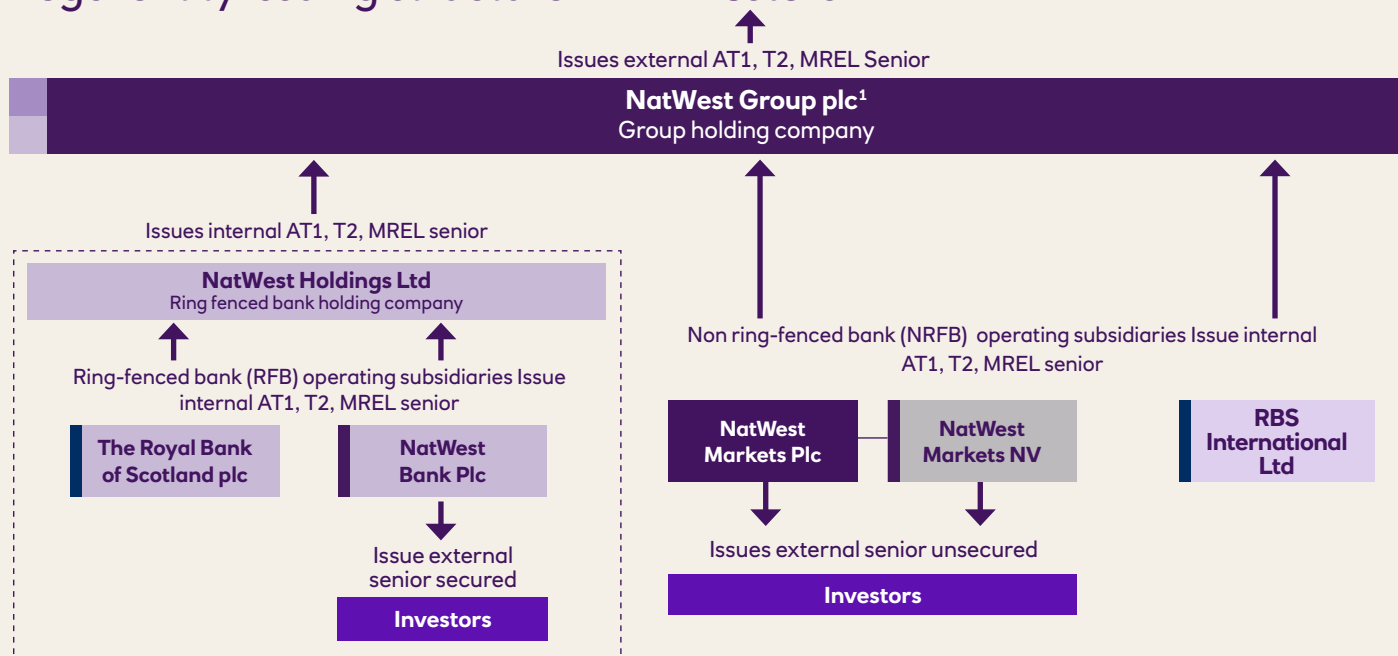 Issues external AT1, T2, MREL Senior
NatWest Group plc¹
Group holding company
Issues internal AT1, T2, MREL senior
NatWest Holdings Ltd
Ring fenced bank holding company
Ring-fenced bank (RFB) operating subsidiaries Issue
internal AT1, T2, MREL senior
The Royal Bank
of Scotland plc
NatWest
Bank Plc
Issue external
senior secured
Investors
Non ring-fenced bank (NRFB) operating subsidiaries Issue internal
AT1, T2, MREL senior
NatWest
Markets Plc
NatWest
Markets NV
RBS
International
Ltd
Issues external senior unsecured
Investors